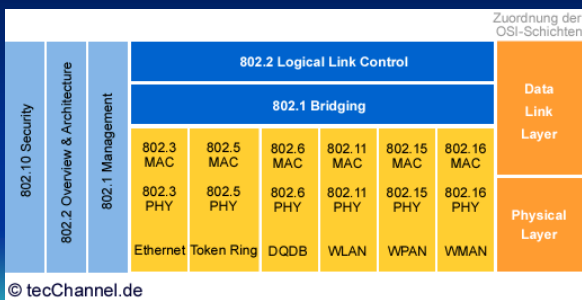 Zuordnung der
OSI-Schichten
802.10 Security
802.2 Overview & Architecture
802.1 Management
802.2 Logical Link Control
802.1 Bridging
802.3 MAC
802.5 MAC
802.6 MAC
802.11 MAC
802.15 MAC
802.16 MAC
802.3 PHY
802.5 PHY
802.6 PHY
802.11 PHY
802.15 PHY
802.16 PHY
Ethernet
Token Ring
DQDB
WLAN
WPAN
WMAN
Data
Link
Layer
Physical
Layer
© tecChannel.de